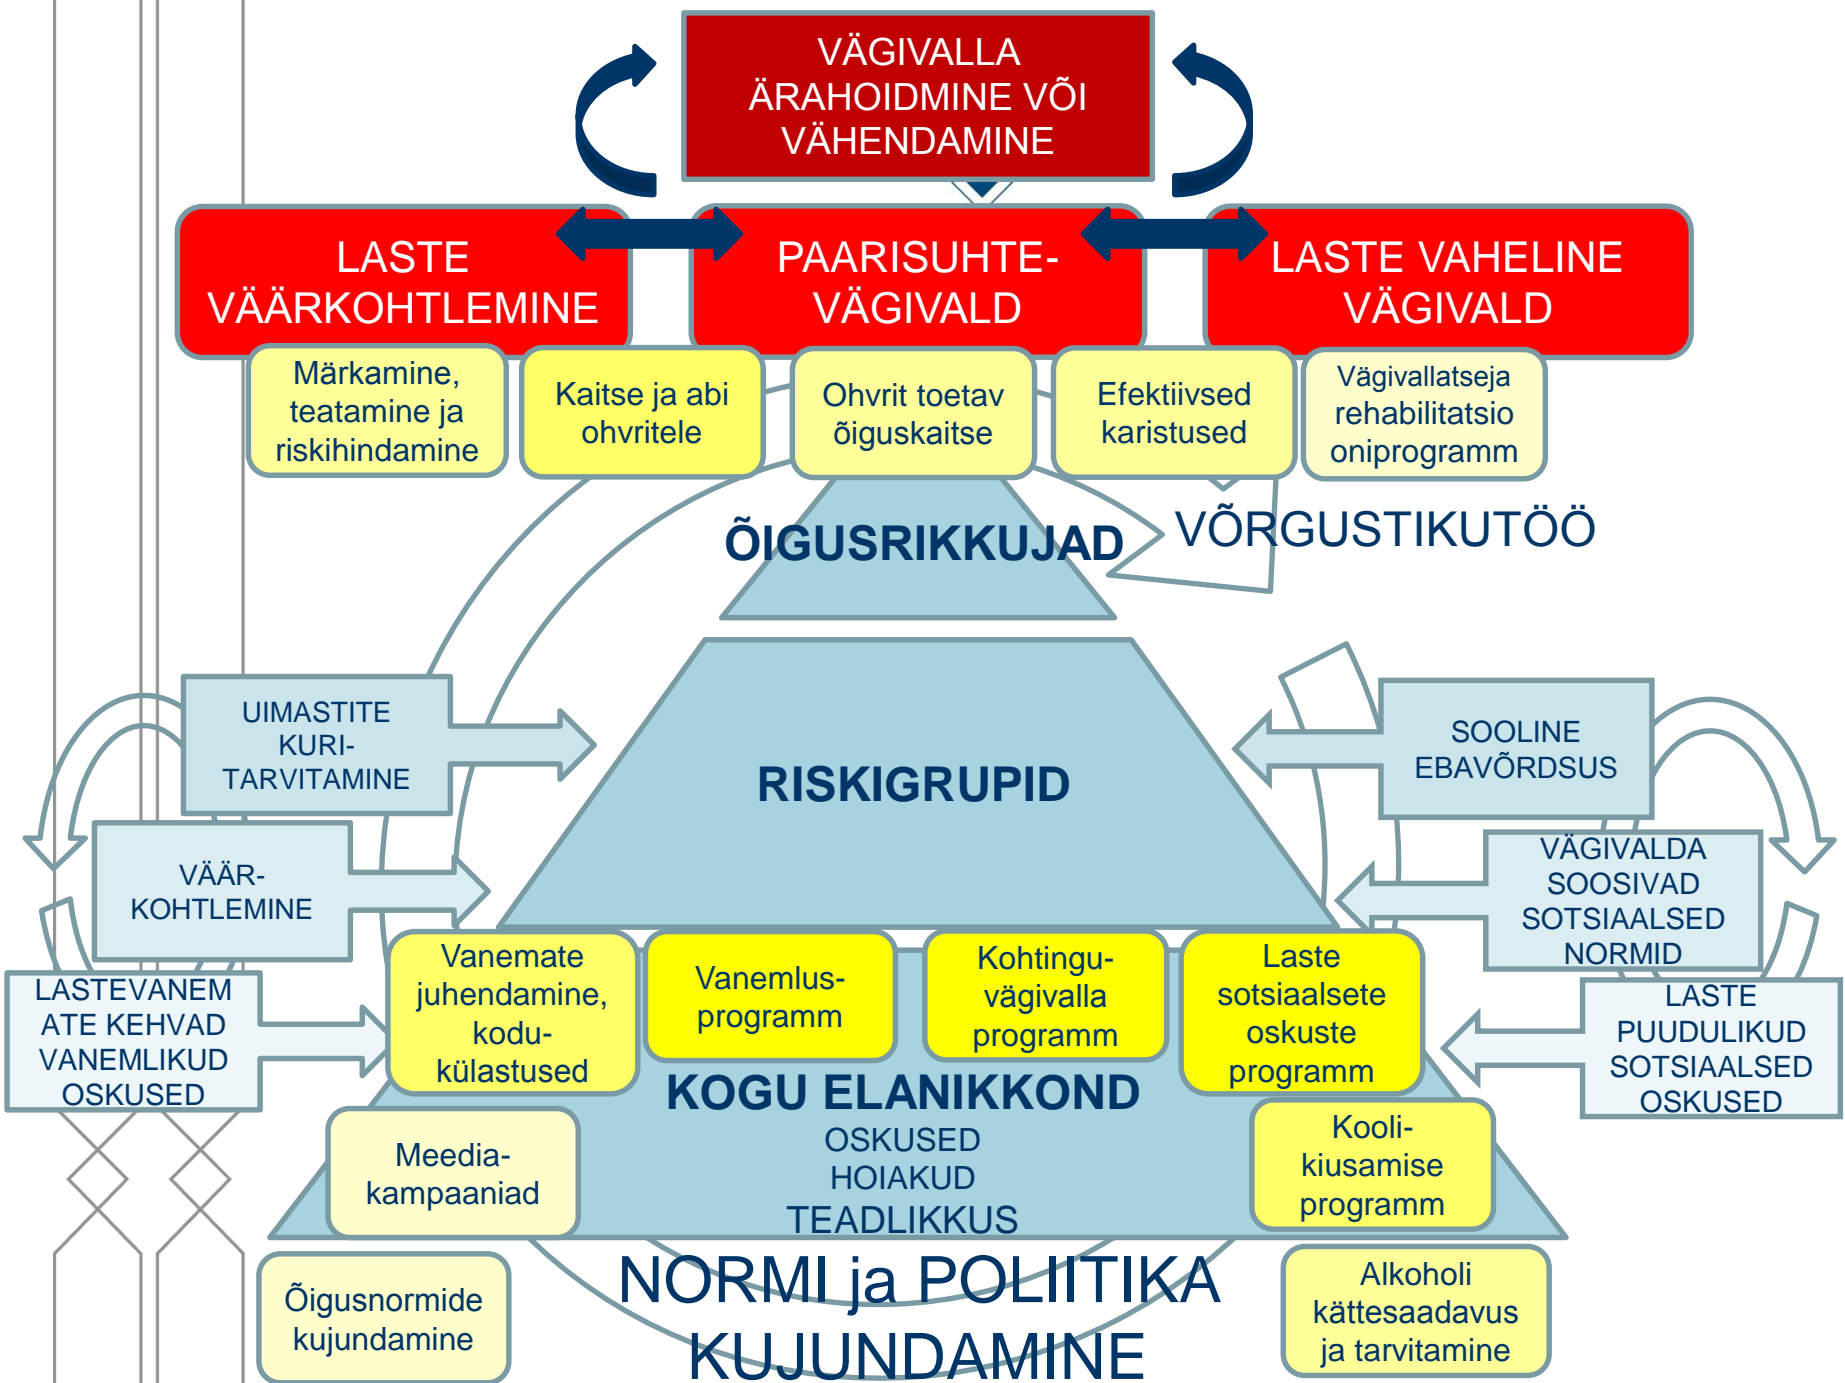 VÄGIVALLA
ÄRAHOIDMINE VÕI
VÄHENDAMINE
LASTE
VÄÄRKOHTLEMINE
PAARISUHTE-
VÄGIVALD
LASTE VAHELINE
VÄGIVALD
Märkamine,
teatamine ja
riskihindamine
Kaitse ja abi
ohvritele
Ohvrit toetav
õiguskaitse
Efektiivsed
karistused
Vägivallatseja
rehabilitatsio
oniprogramm
ÕIGUSRIKKUJAD
VÕRGUSTIKUTÖÖ
UIMASTITE
KURI-
TARVITAMINE
RISKIGRUPID
SOOLINE
EBAVÕRDSUS
VÄÄR-
KOHTLEMINE
VÄGIVALDA
SOOSIVAD
SOTSIAALSED
NORMID
LASTEVANEM
ATE KEHVAD
VANEMLIKUD
OSKUSED
Vanemate
juhendamine,
kodu-
külastused
Vanemlus-
programm
Kohtingu-
vägivalla
programm
Laste
sotsiaalsete
oskuste
programm
LASTE
PUUDULIKUD
SOTSIAALSED
OSKUSED
KOGU ELANIKKOND
OSKUSED
HOIAKUD
TEADLIKKUS
Meedia-
kampaaniad
Kooli-
kiusamise
programm
NORMI ja POLIITIKA
KUJUNDAMINE
Õigusnormide
kujundamine
Alkoholi
kättesaadavus
ja tarvitamine